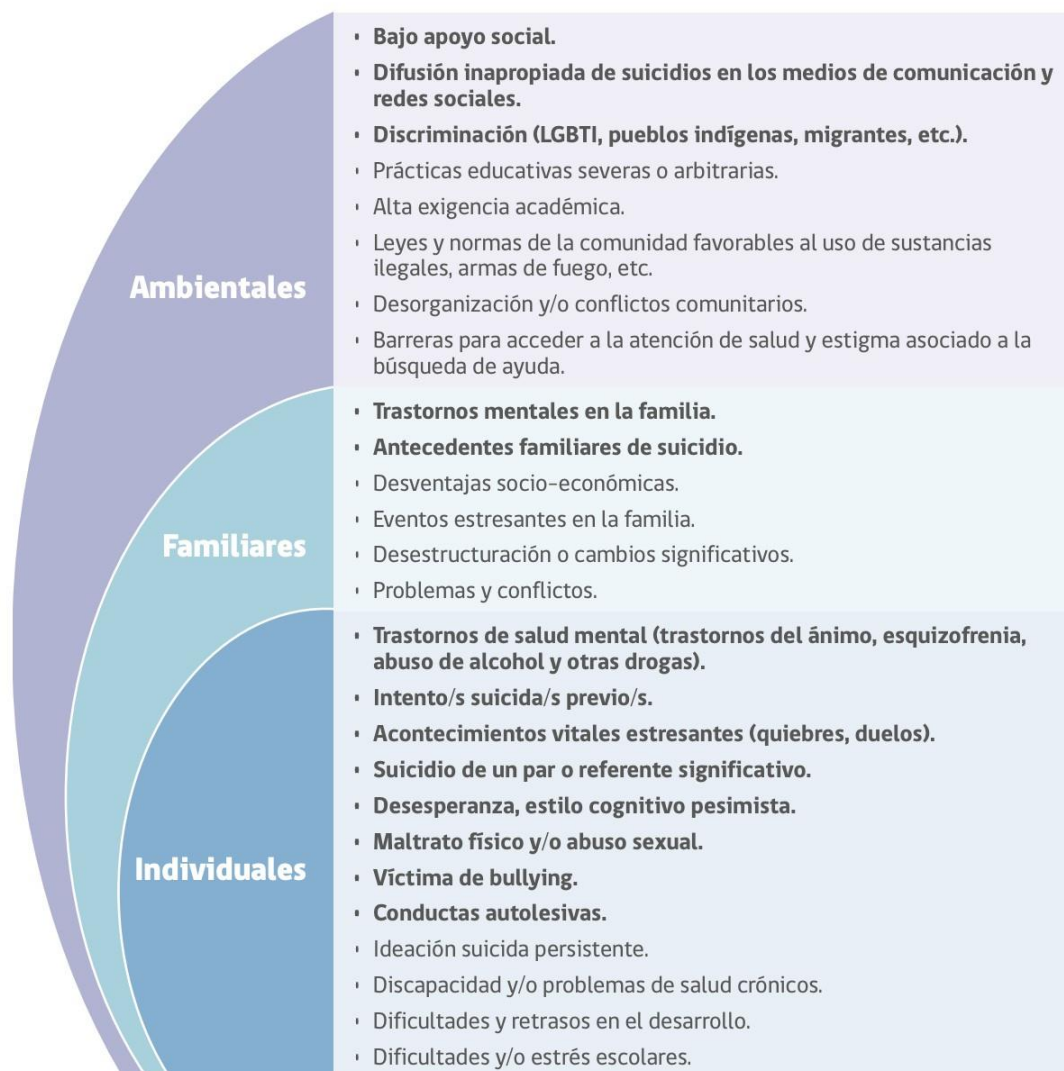 Ambientales
• Bajo apoyo social.
• Difusión inapropiada de suicidios en los medios de comunicación y
redes sociales.
• Discriminación (LGBTI, pueblos indígenas, migrantes, etc.).
• Prácticas educativas severas o arbitrarias.
• Alta exigencia académica.
• Leyes y normas de la comunidad favorables al uso de sustancias
ilegales, armas de fuego, etc.
• Desorganización y/o conflictos comunitarios.
• Barreras para acceder a la atención de salud y estigma asociado a la
búsqueda de ayuda.
Familiares
• Trastornos mentales en la familia.
• Antecedentes familiares de suicidio.
• Desventajas socio-económicas.
• Eventos estresantes en la familia.
• Desestructuración o cambios significativos.
• Problemas y conflictos.
Individuales
• Trastornos de salud mental (trastornos del ánimo, esquizofrenia,
abuso de alcohol y otras drogas).
• Intento/s suicida/s previo/s.
• Acontecimientos vitales estresantes (quiebres, duelos).
• Suicidio de un par o referente significativo.
• Desesperanza, estilo cognitivo pesimista.
• Maltrato físico y/o abuso sexual.
• Víctima de bullying.
• Conductas autolesivas.
• Ideación suicida persistente.
• Discapacidad y/o problemas de salud crónicos.
• Dificultades y retrasos en el desarrollo.
• Dificultades y/o estrés escolares.